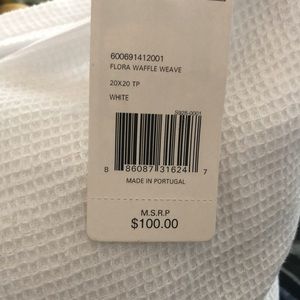 600691412001
FLORA WAFFLE WEAVE
20X20 TP
WHITE
8 86087 31624 7
MADE IN PORTUGAL
M.S.R.P
$100.00